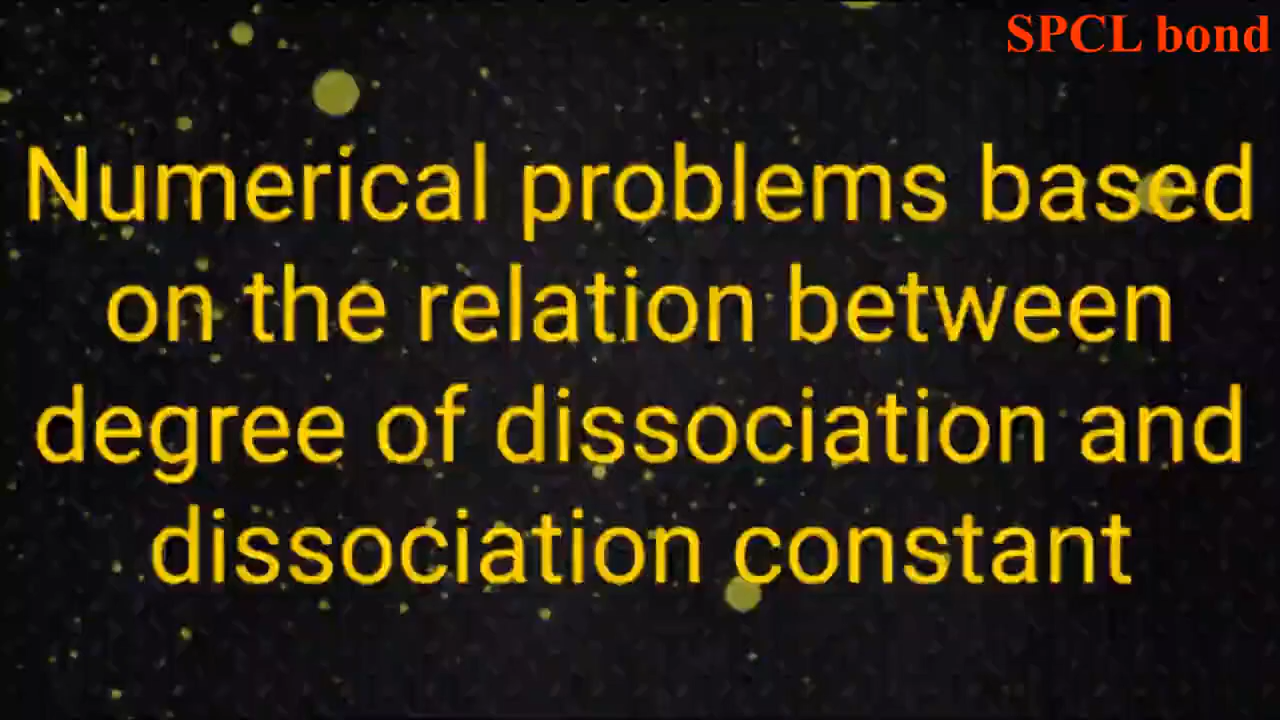 SPCL bond
Numerical problems based
on the relation between
degree of dissociation and
dissociation constant